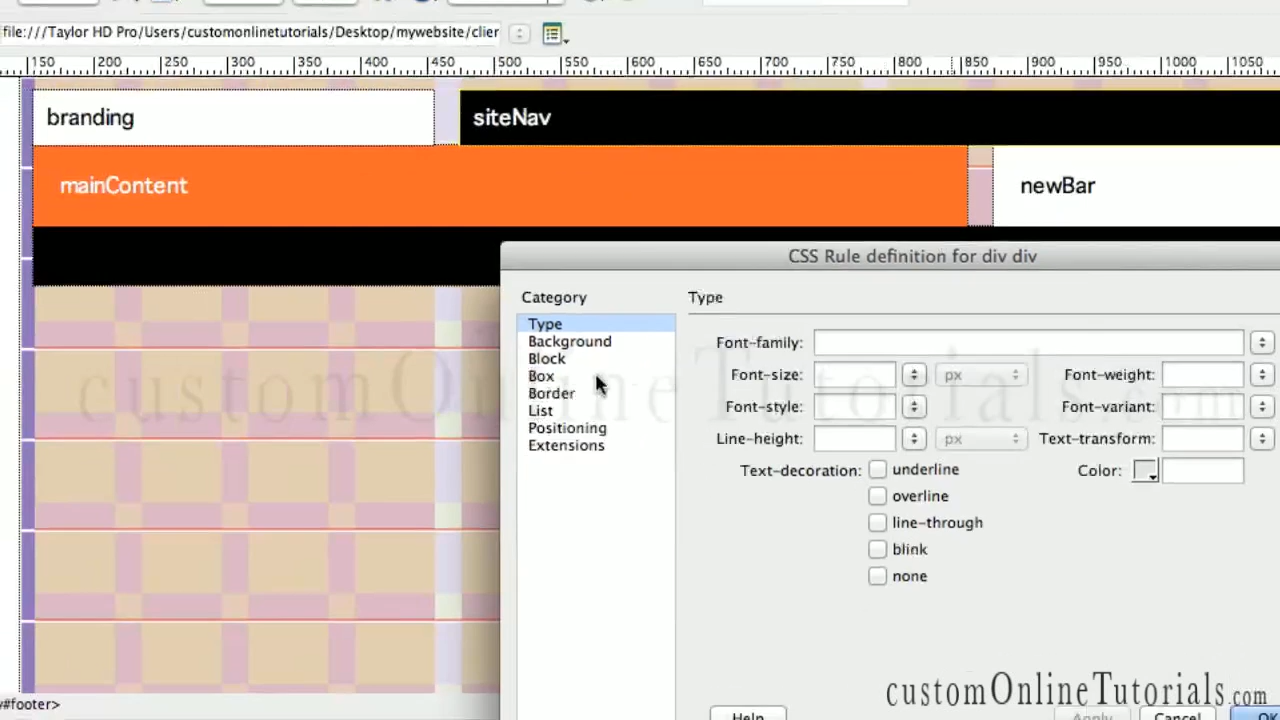 file:///Taylor HD Pro/Users/customonlinetutorials/Desktop/mywebsite/clier
150 200 250 300 350 400 450 500 550 600 650 700 750 800 850 900 950 1000 1050
branding siteNav
mainContent newBar
CSS Rule definition for div div
Category Type
Type
Background
Block
Box
Border
List
Positioning
Extensions
Font-family:
Font-size: px Font-weight:
Font-style: Font-variant:
Line-height: px Text-transform:
Text-decoration: underline Color:
overline
line-through
blink
none
customOnlineTutorials.com
customOnlineTutorials.com
y#footer>
Help Apply Cancel OK